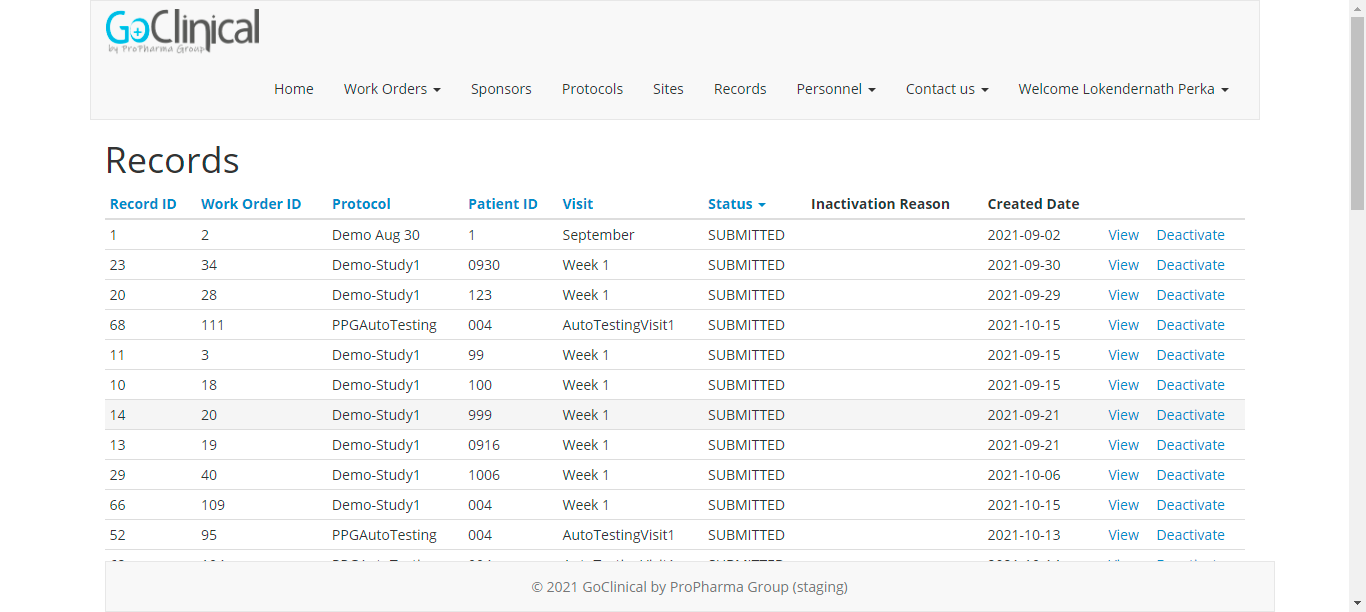 GoClinical
by ProPharma Group
Home Work Orders Sponsors Protocols Sites Records Personnel Contact us Welcome Lokendernath Perka
Records
Record ID Work Order ID Protocol Patient ID Visit Status Inactivation Reason Created Date
1 2 Demo Aug 30 1 September SUBMITTED 2021-09-02 View Deactivate
23 34 Demo-Study1 0930 Week 1 SUBMITTED 2021-09-30 View Deactivate
20 28 Demo-Study1 123 Week 1 SUBMITTED 2021-09-29 View Deactivate
68 111 PPGAutoTesting 004 AutoTestingVisit1 SUBMITTED 2021-10-15 View Deactivate
11 3 Demo-Study1 99 Week 1 SUBMITTED 2021-09-15 View Deactivate
10 18 Demo-Study1 100 Week 1 SUBMITTED 2021-09-15 View Deactivate
14 20 Demo-Study1 999 Week 1 SUBMITTED 2021-09-21 View Deactivate
13 19 Demo-Study1 0916 Week 1 SUBMITTED 2021-09-21 View Deactivate
29 40 Demo-Study1 1006 Week 1 SUBMITTED 2021-10-06 View Deactivate
66 109 Demo-Study1 004 Week 1 SUBMITTED 2021-10-15 View Deactivate
52 95 PPGAutoTesting 004 AutoTestingVisit1 SUBMITTED 2021-10-13 View Deactivate
© 2021 GoClinical by ProPharma Group (staging)